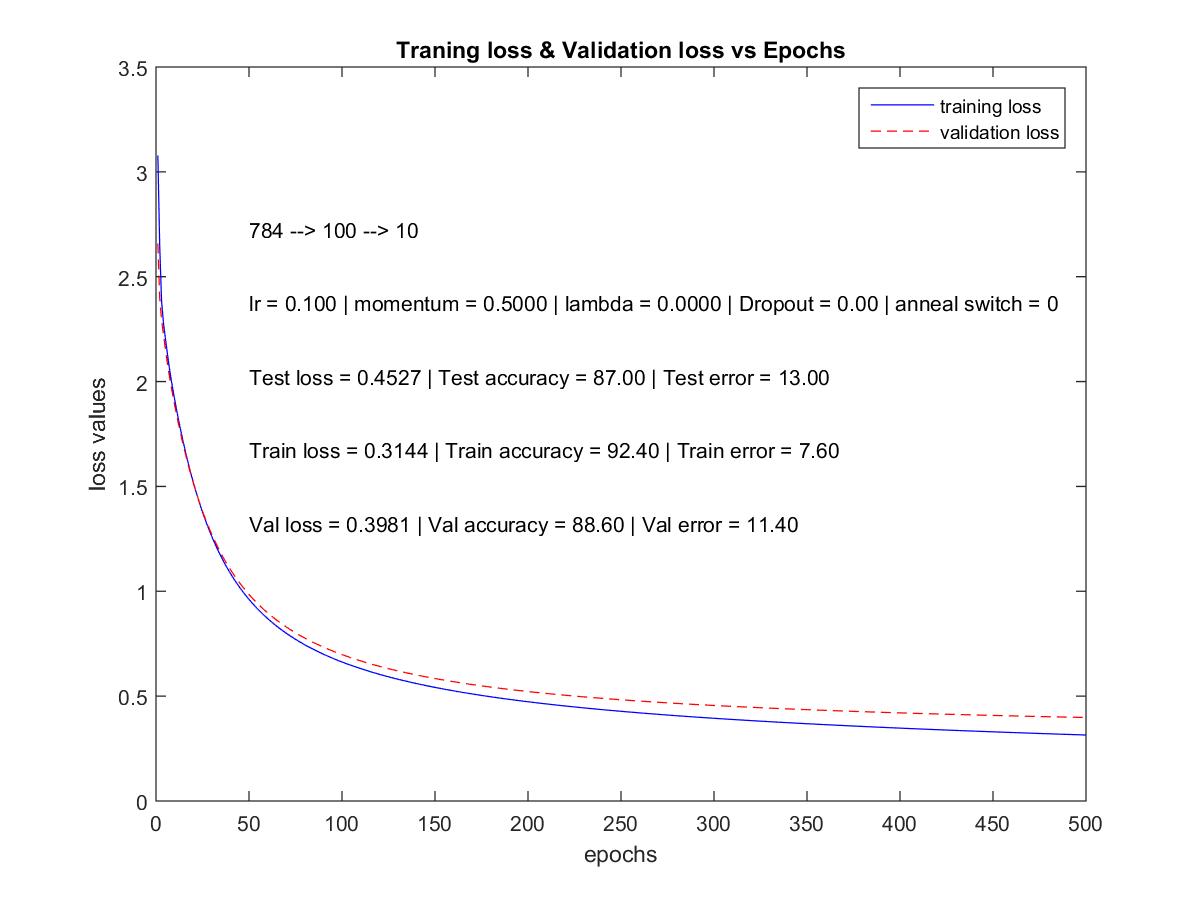 Traning loss & Validation loss vs Epochs
3.5
3
2.5
2
1.5
1
0.5
0
loss values
training loss
validation loss
784 --> 100 --> 10
lr = 0.100 | momentum = 0.5000 | lambda = 0.0000 | Dropout = 0.00 | anneal switch = 0
Test loss = 0.4527 | Test accuracy = 87.00 | Test error = 13.00
Train loss = 0.3144 | Train accuracy = 92.40 | Train error = 7.60
Val loss = 0.3981 | Val accuracy = 88.60 | Val error = 11.40
0 50 100 150 200 250 300 350 400 450 500
epochs